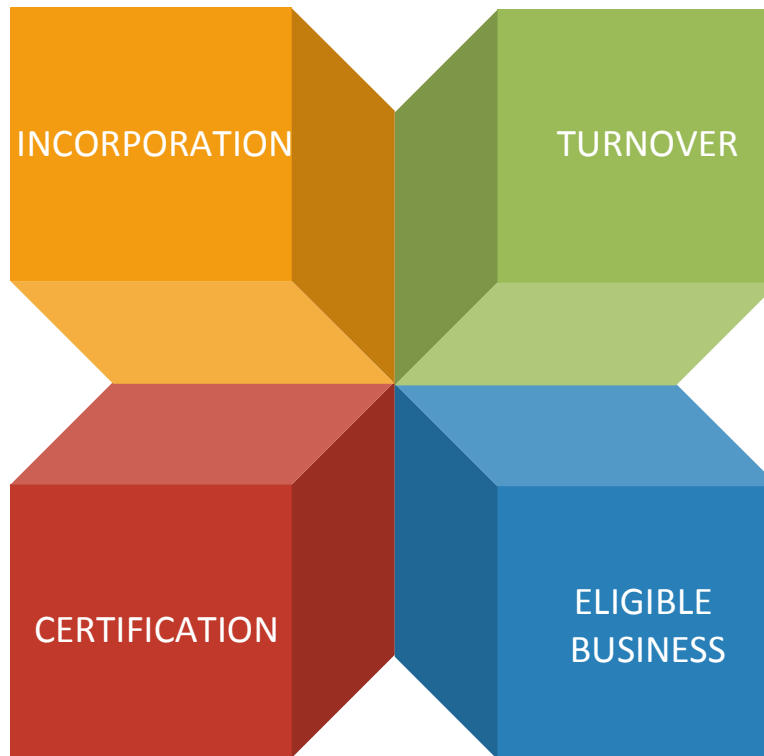 INCORPORATION
TURNOVER
CERTIFICATION
ELIGIBLE
BUSINESS